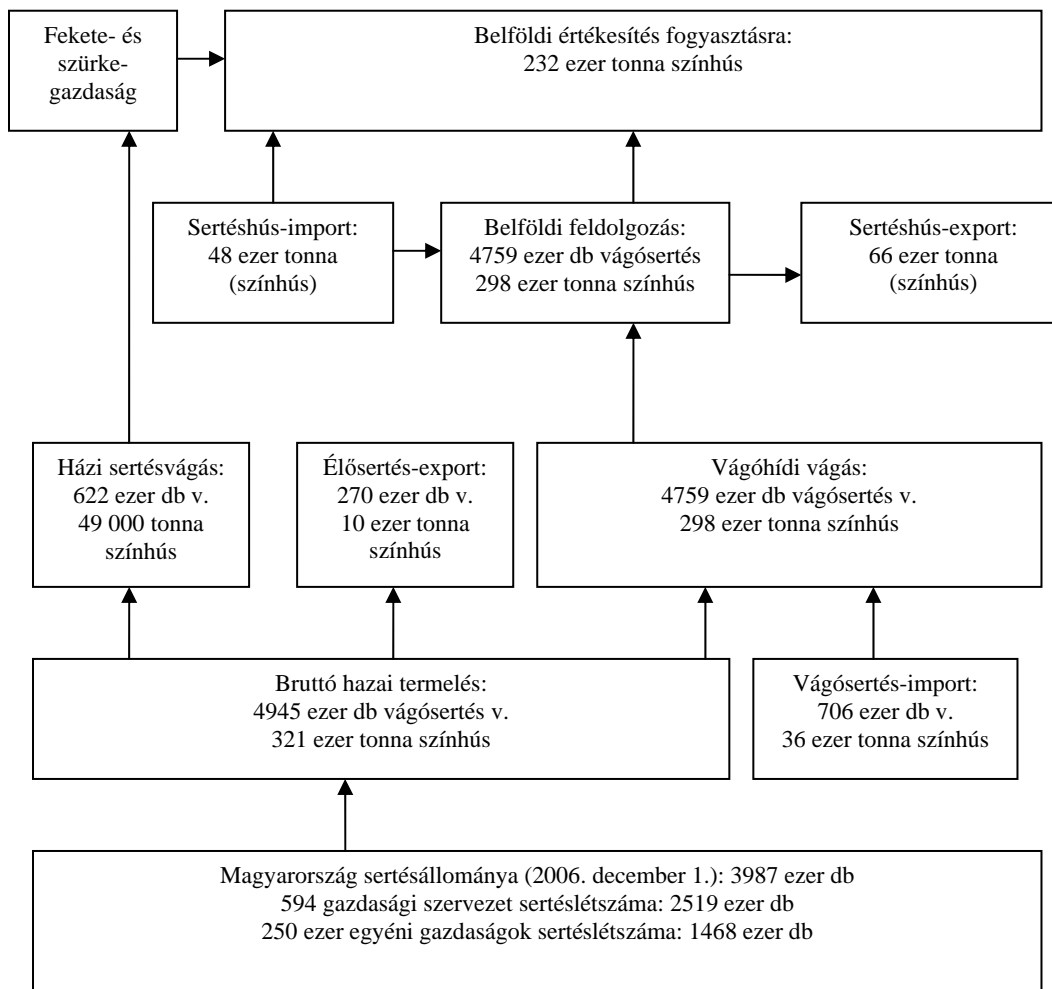 Fekete- és
szürke-
gazdaság
Belföldi értékesítés fogyasztásra:
232 ezer tonna színhús
Sertéshús-import:
48 ezer tonna
(színhús)
Belföldi feldolgozás:
4759 ezer db vágósertés
298 ezer tonna színhús
Sertéshús-export:
66 ezer tonna
(színhús)
Házi sertésvágás:
622 ezer db v.
49 000 tonna
színhús
Élősertés-export:
270 ezer db v.
10 ezer tonna
színhús
Vágóhídi vágás:
4759 ezer db vágósertés v.
298 ezer tonna színhús
Bruttó hazai termelés:
4945 ezer db vágósertés v.
321 ezer tonna színhús
Vágósertés-import:
706 ezer db v.
36 ezer tonna színhús
Magyarország sertésállománya (2006. december 1.): 3987 ezer db
594 gazdasági szervezet sertéslétszáma: 2519 ezer db
250 ezer egyéni gazdaságok sertéslétszáma: 1468 ezer db